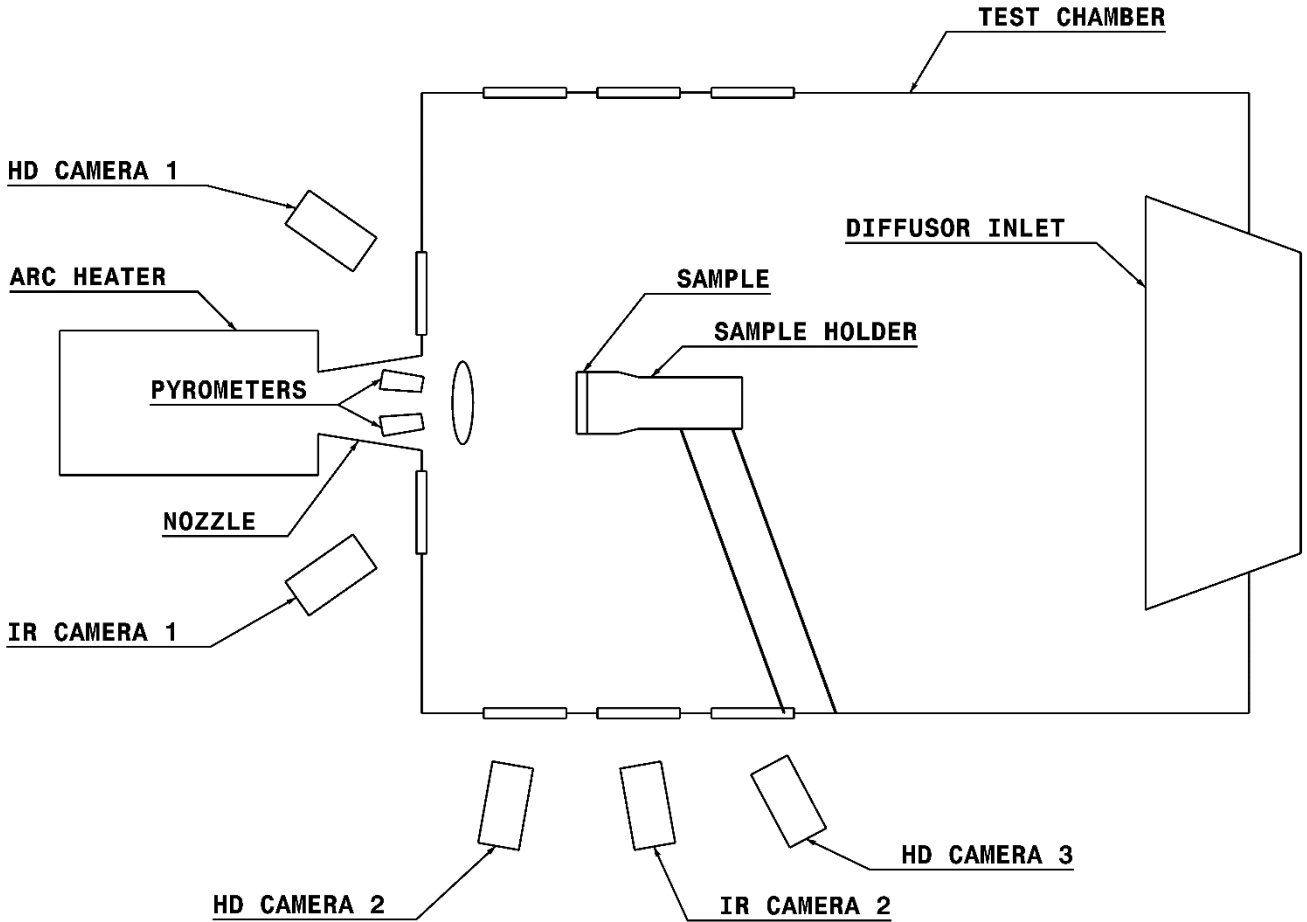 TEST CHAMBER
HD CAMERA 1
DIFFUSOR INLET
ARC HEATER
SAMPLE
SAMPLE HOLDER
PYROMETERS
NOZZLE
IR CAMERA 1
HD CAMERA 3
HD CAMERA 2
IR CAMERA 2